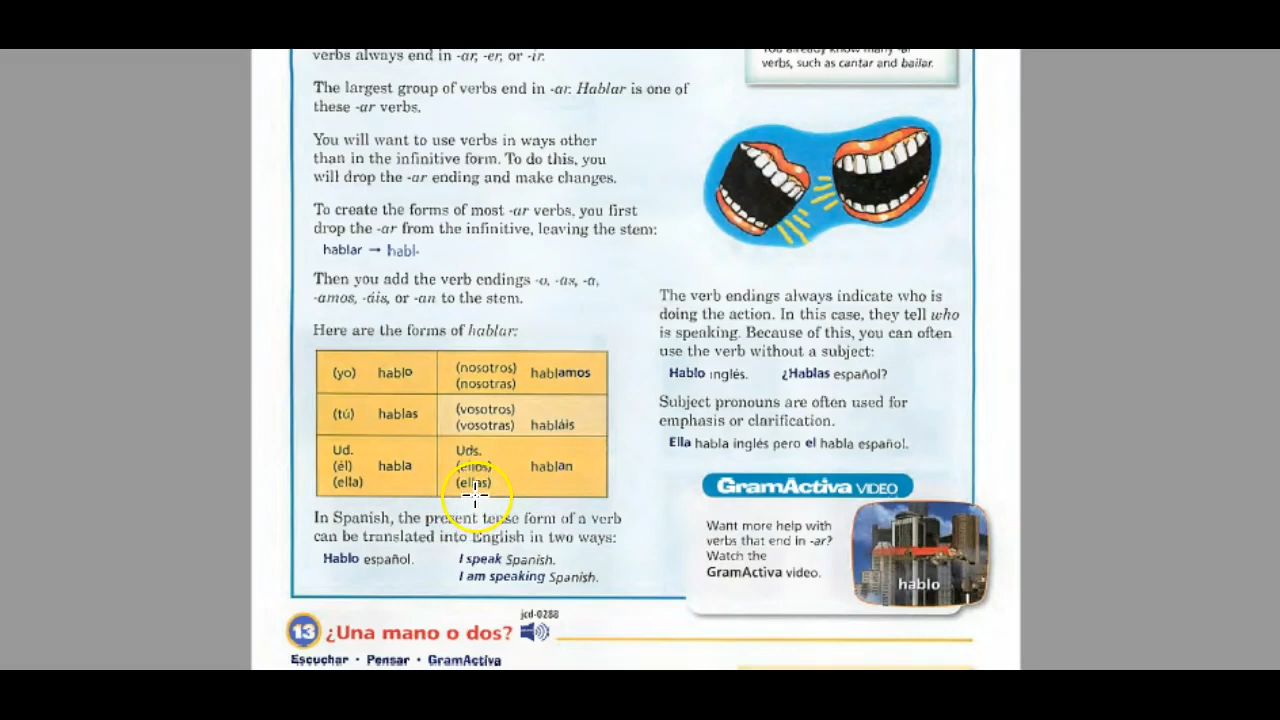 verbs always end in -ar, -er, or -ir.
The largest group of verbs end in -ar. Hablar is one of
these -ar verbs.
You will want to use verbs in ways other
than in the infinitive form. To do this, you
will drop the -ar ending and make changes.
To create the forms of most -ar verbs, you first
drop the -ar from the infinitive, leaving the stem:
hablar → habl-
Then you add the verb endings -o, -as, -a,
-amos, -áis, or -an to the stem.
Here are the forms of hablar:
(yo) hablo
(nosotros)
(nosotras) hablamos
(tú) hablas
(vosotros)
(vosotras) habláis
Ud.
(él) habla
(ella)
Uds.
(ellos) hablan
(ellas)
In Spanish, the present tense form of a verb
can be translated into English in two ways:
Hablo español. I speak Spanish.
I am speaking Spanish.
You already know many -ar
verbs, such as cantar and bailar.
The verb endings always indicate who is
doing the action. In this case, they tell who
is speaking. Because of this, you can often
use the verb without a subject:
Hablo inglés. ¿Hablas español?
Subject pronouns are often used for
emphasis or clarification.
Ella habla inglés pero el habla español.
GramActiva VIDEO
Want more help with
verbs that end in -ar?
Watch the
GramActiva video.
hablo
jcd-0288
13 ¿Una mano o dos?
Escuchar • Pensar • GramActiva